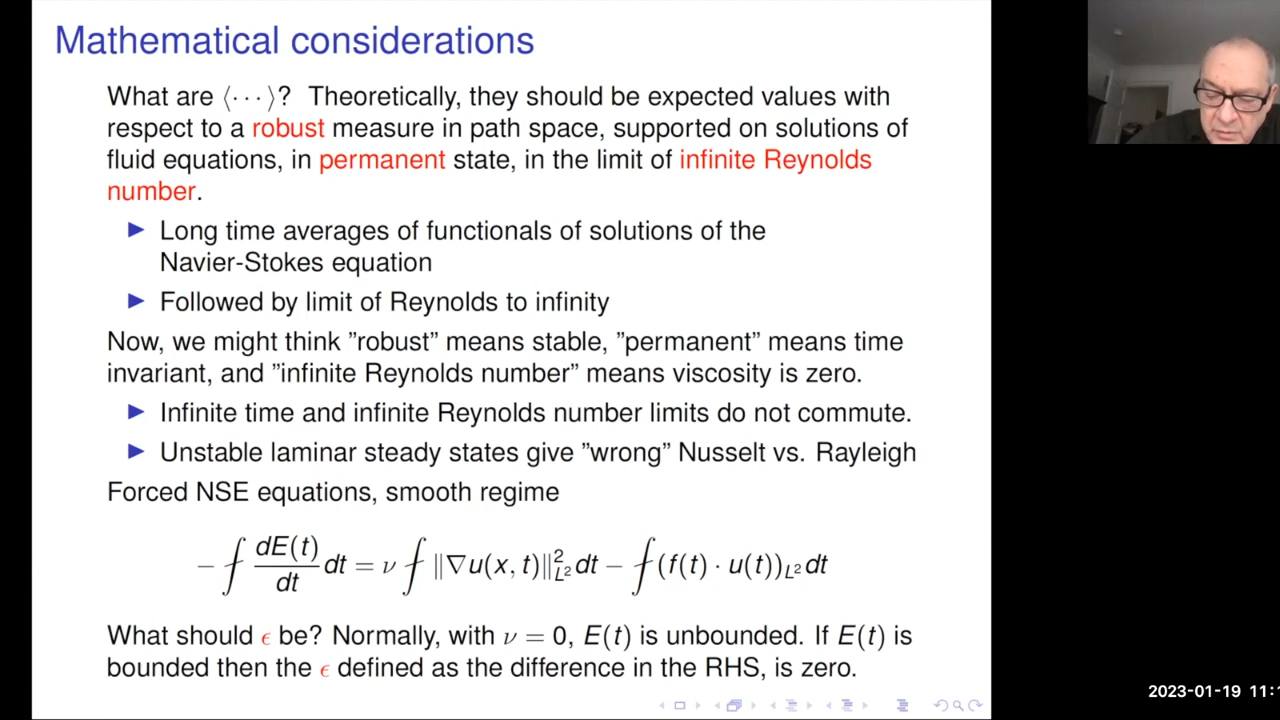 Mathematical considerations
What are ⟨· · ·⟩? Theoretically, they should be expected values with
respect to a robust measure in path space, supported on solutions of
fluid equations, in permanent state, in the limit of infinite Reynolds
number.
▶ Long time averages of functionals of solutions of the
Navier-Stokes equation
▶ Followed by limit of Reynolds to infinity
Now, we might think ”robust” means stable, ”permanent” means time
invariant, and ”infinite Reynolds number” means viscosity is zero.
▶ Infinite time and infinite Reynolds number limits do not commute.
▶ Unstable laminar steady states give ”wrong” Nusselt vs. Rayleigh
Forced NSE equations, smooth regime
− ⨍ dE(t)/dt dt = ν ⨍ ‖∇u(x, t)‖²_{L²} dt − ⨍ (f(t) · u(t))_{L²} dt
What should ϵ be? Normally, with ν = 0, E(t) is unbounded. If E(t) is
bounded then the ϵ defined as the difference in the RHS, is zero.
2023-01-19 11: